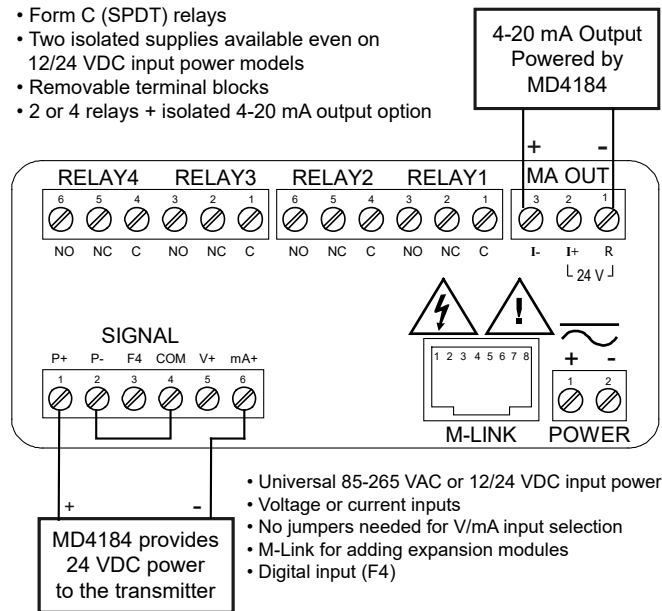 • Form C (SPDT) relays
• Two isolated supplies available even on
12/24 VDC input power models
• Removable terminal blocks
• 2 or 4 relays + isolated 4-20 mA output option
4-20 mA Output
Powered by
MD4184
+ -
RELAY4 RELAY3 RELAY2 RELAY1 MA OUT
6 5 4 3 2 1 6 5 4 3 2 1 3 2 1
NO NC C NO NC C NO NC C NO NC C I- I+ R
24 V
SIGNAL
P+ P- F4 COM V+ mA+
1 2 3 4 5 6
1 2 3 4 5 6 7 8
+ -
1 2
M-LINK POWER
+ -
MD4184 provides
24 VDC power
to the transmitter
• Universal 85-265 VAC or 12/24 VDC input power
• Voltage or current inputs
• No jumpers needed for V/mA input selection
• M-Link for adding expansion modules
• Digital input (F4)